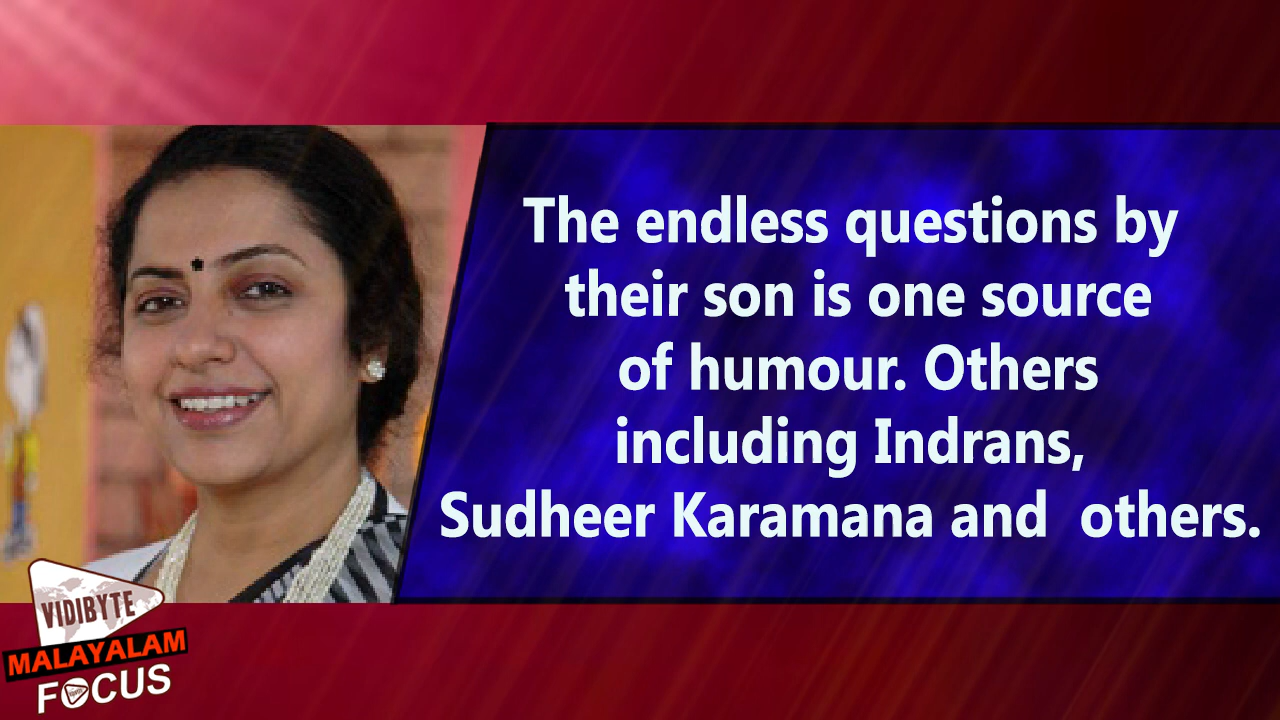 The endless questions by
their son is one source
of humour. Others
including Indrans,
Sudheer Karamana and  others.
VIDIBYTE
MALAYALAM
FOCUS